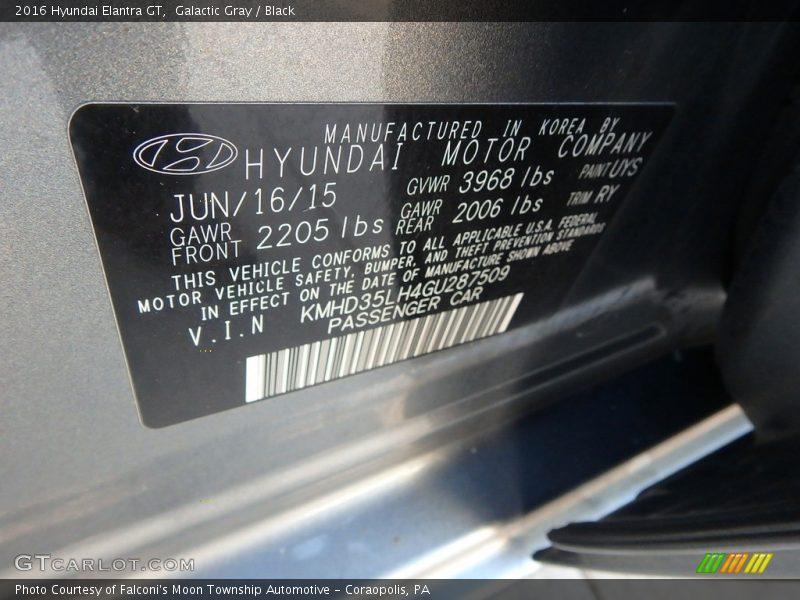 2016 Hyundai Elantra GT,  Galactic Gray / Black
MANUFACTURED IN KOREA BY
HYUNDAI MOTOR COMPANY
JUN/16/15 GVWR 3968 lbs PAINT UYS
GAWR FRONT 2205 lbs GAWR REAR 2006 lbs TRIM RY
THIS VEHICLE CONFORMS TO ALL APPLICABLE U.S.A. FEDERAL
MOTOR VEHICLE SAFETY, BUMPER, AND THEFT PREVENTION STANDARDS
IN EFFECT ON THE DATE OF MANUFACTURE SHOWN ABOVE
V.I.N KMHD35LH4GU287509
PASSENGER CAR
GTCARLOT.COM
Photo Courtesy of Falconi's Moon Township Automotive - Coraopolis, PA